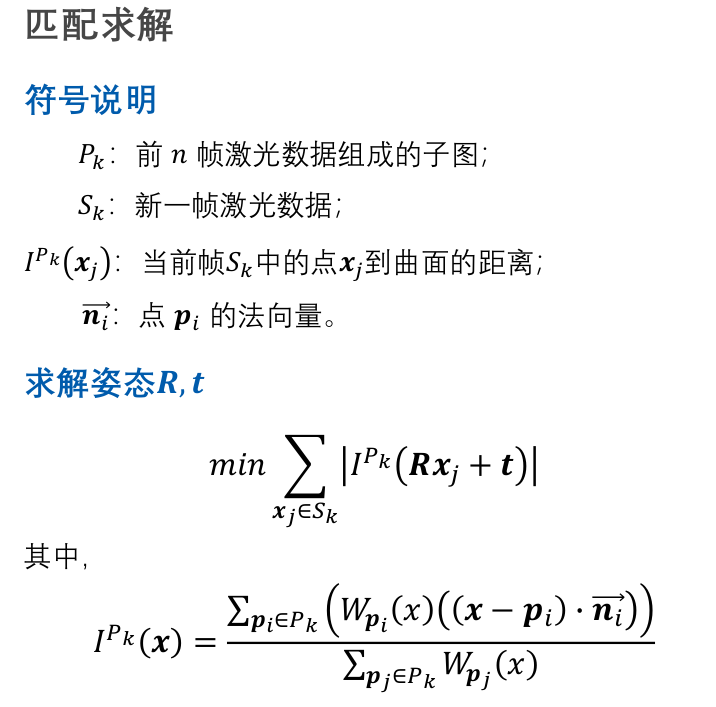 匹配求解
符号说明
$P_k$：前 $n$ 帧激光数据组成的子图；
$S_k$：新一帧激光数据；
$I^{P_k}(\boldsymbol{x}_j)$：当前帧$S_k$中的点$\boldsymbol{x}_j$到曲面的距离；
$\overrightarrow{\boldsymbol{n}_i}$：点 $\boldsymbol{p}_i$ 的法向量。
求解姿态$\boldsymbol{R}, \boldsymbol{t}$
$min \sum_{\boldsymbol{x}_j \in S_k} \left| I^{P_k}(\boldsymbol{R}\boldsymbol{x}_j + \boldsymbol{t}) \right|$
其中,
$I^{P_k}(\boldsymbol{x}) = \frac{\sum_{\boldsymbol{p}_i \in P_k} \left( W_{\boldsymbol{p}_i}(x) \left( (\boldsymbol{x} - \boldsymbol{p}_i) \cdot \overrightarrow{\boldsymbol{n}_i} \right) \right)}{\sum_{\boldsymbol{p}_j \in P_k} W_{\boldsymbol{p}_j}(x)}$